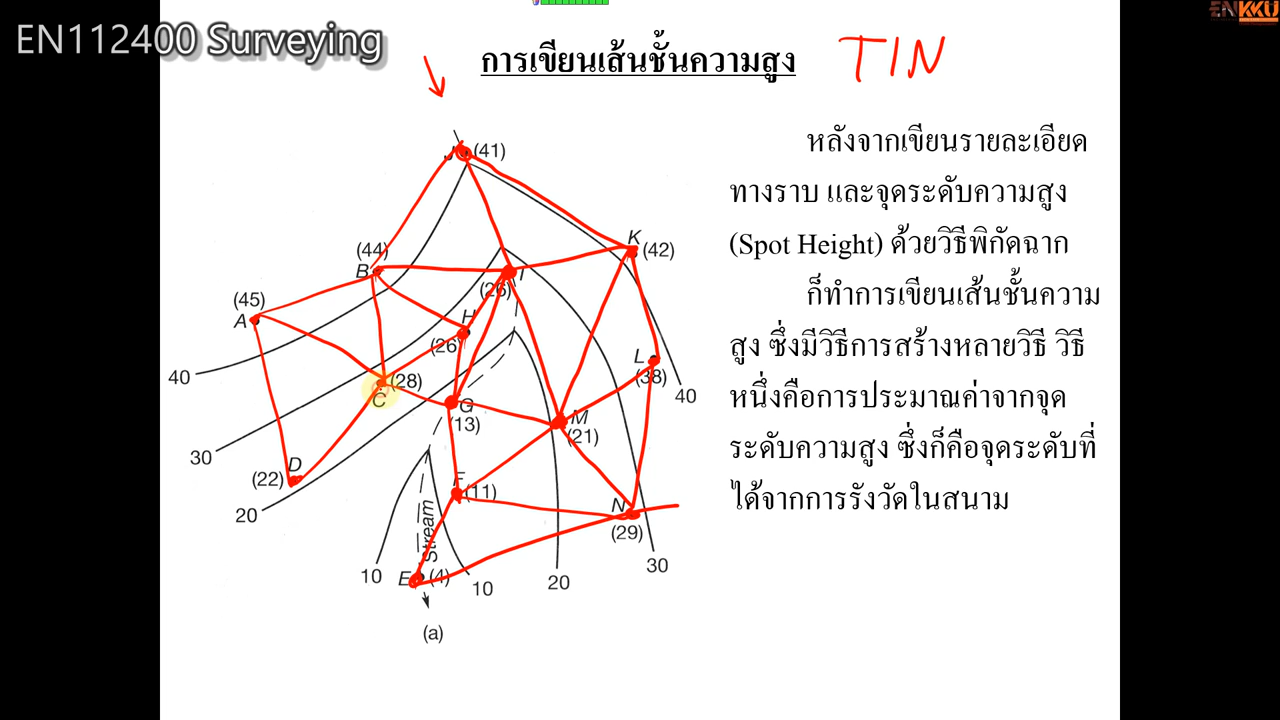 EN112400 Surveying
ENKKU
การเขียนเส้นชั้นความสูง
TIN
หลังจากเขียนรายละเอียด
ทางราบ และจุดระดับความสูง
(Spot Height) ด้วยวิธีพิกัดฉาก
ก็ทำการเขียนเส้นชั้นความ
สูง ซึ่งมีวิธีการสร้างหลายวิธี วิธี
หนึ่งคือการประมาณค่าจากจุด
ระดับความสูง ซึ่งก็คือจุดระดับที่
ได้จากการรังวัดในสนาม
J (41)
K
(42)
(44)
B
I
(26)
(45)
A
H
(26)
L
(38)
40
40
(28)
C
G
(13)
M
(21)
30
D
(22)
F
(11)
20
N
(29)
Stream
10
E (4)
10
20
30
(a)